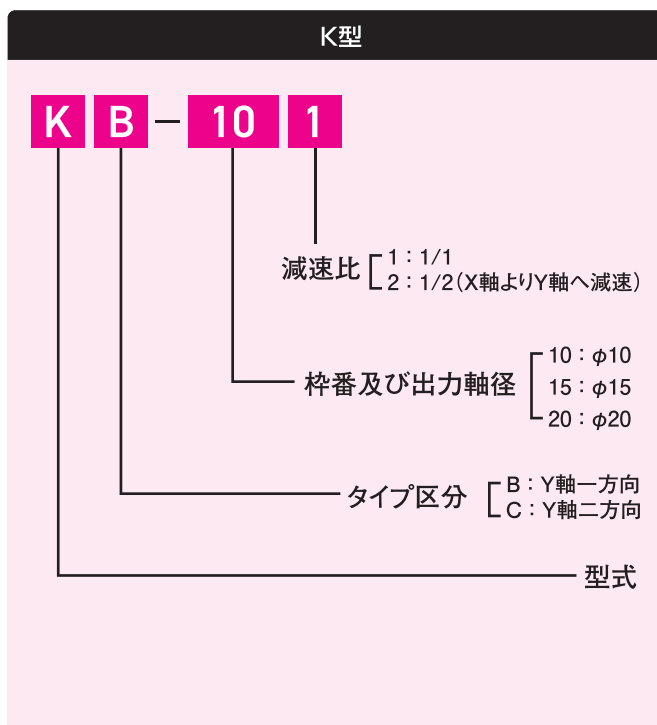 K型
K B — 10 1
減速比
1：1/1
2：1/2(X軸よりY軸へ減速)
枠番及び出力軸径
10：φ10
15：φ15
20：φ20
タイプ区分
B：Y軸一方向
C：Y軸二方向
型式